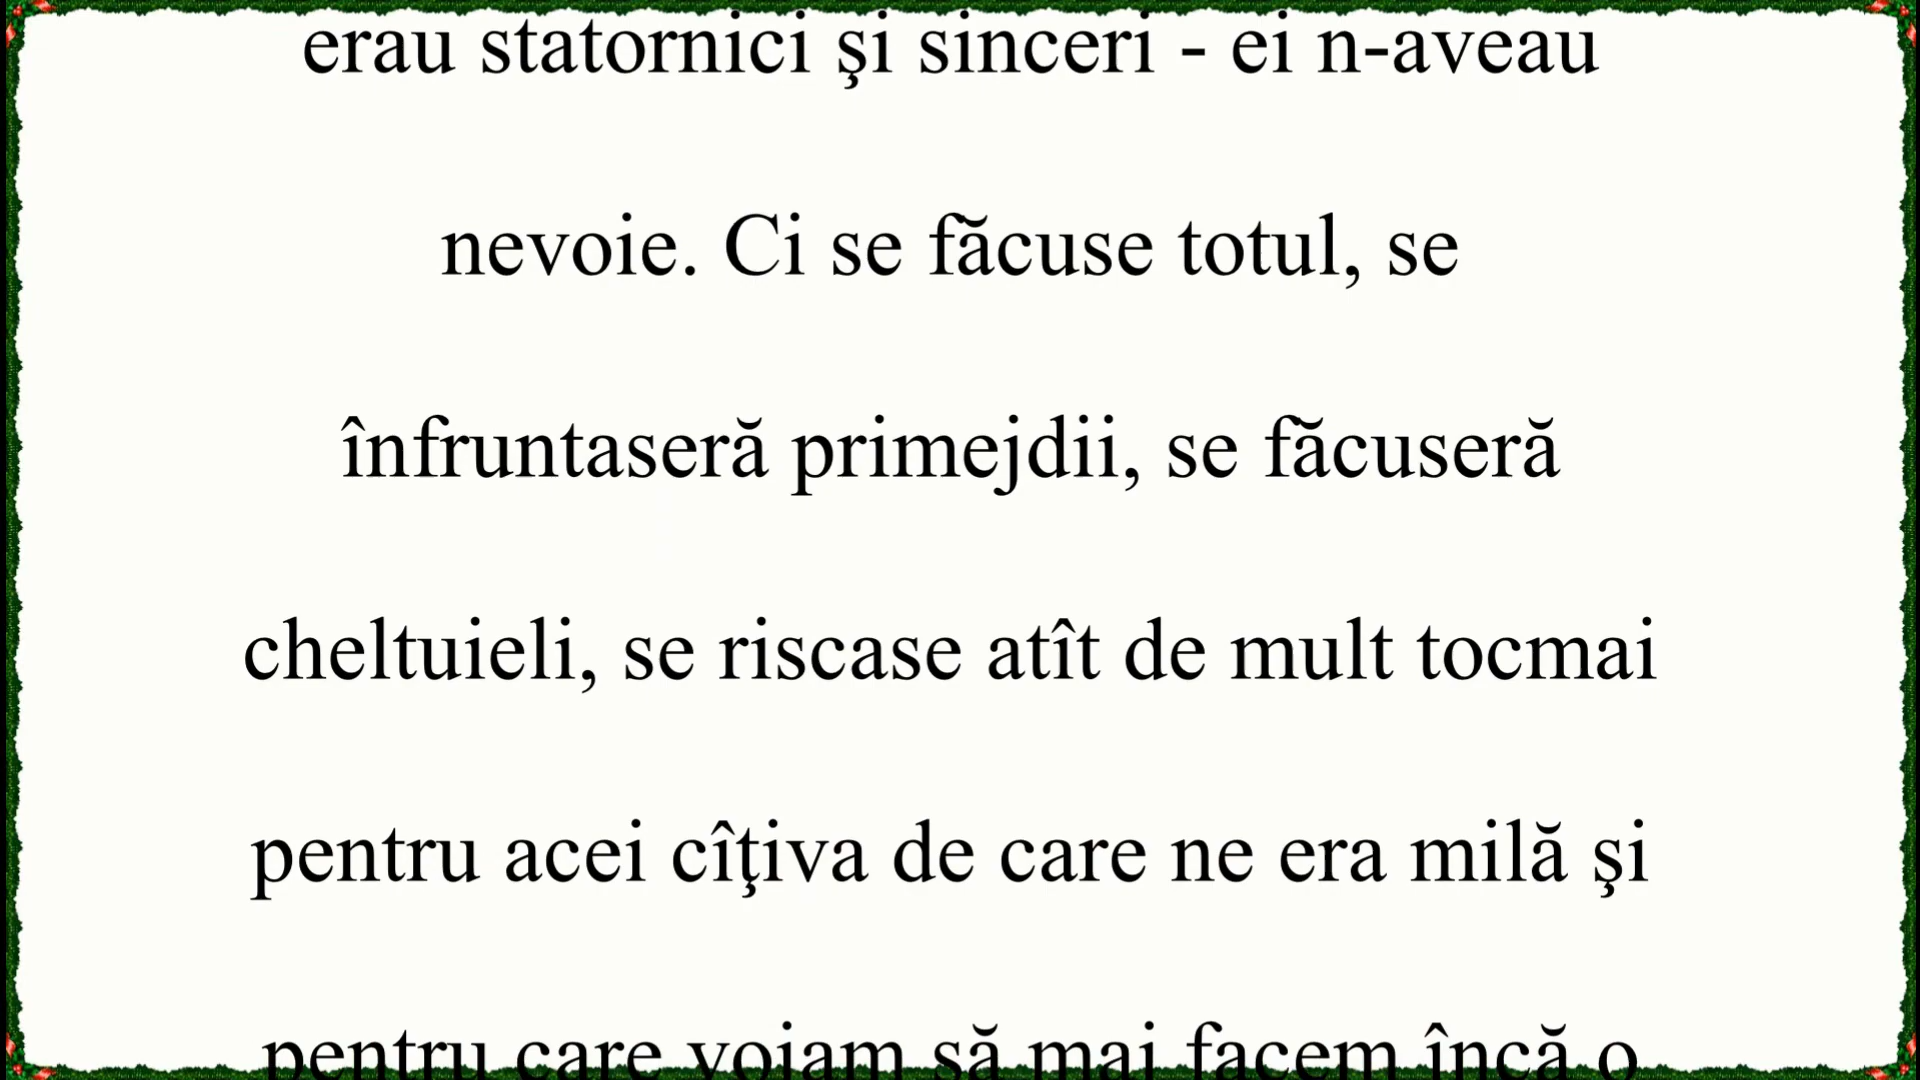 erau statornici şi sinceri - ei n-aveau
nevoie. Ci se făcuse totul, se
înfruntaseră primejdii, se făcuseră
cheltuieli, se riscase atît de mult tocmai
pentru acei cîţiva de care ne era milă şi
pentru care voiam să mai facem încă o